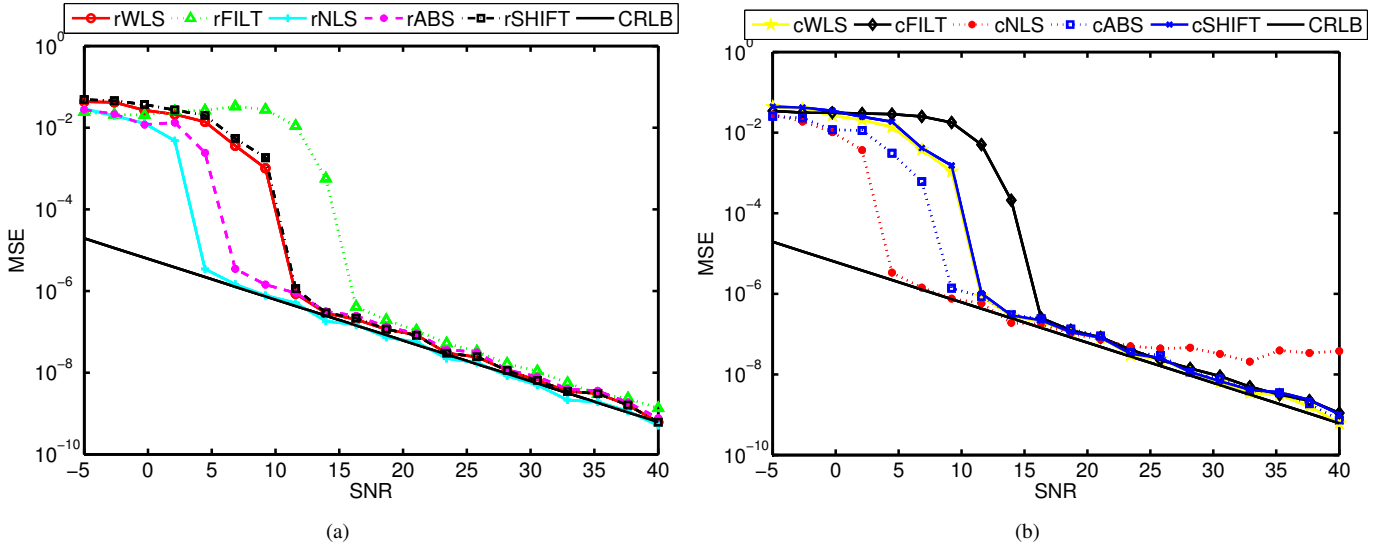 rWLS rFILT rNLS rABS rSHIFT CRLB
10^0
10^−2
10^−4
10^−6
10^−8
10^−10
MSE
−5 0 5 10 15 20 25 30 35 40
SNR
(a)
cWLS cFILT cNLS cABS cSHIFT CRLB
10^0
10^−2
10^−4
10^−6
10^−8
10^−10
MSE
−5 0 5 10 15 20 25 30 35 40
SNR
(b)